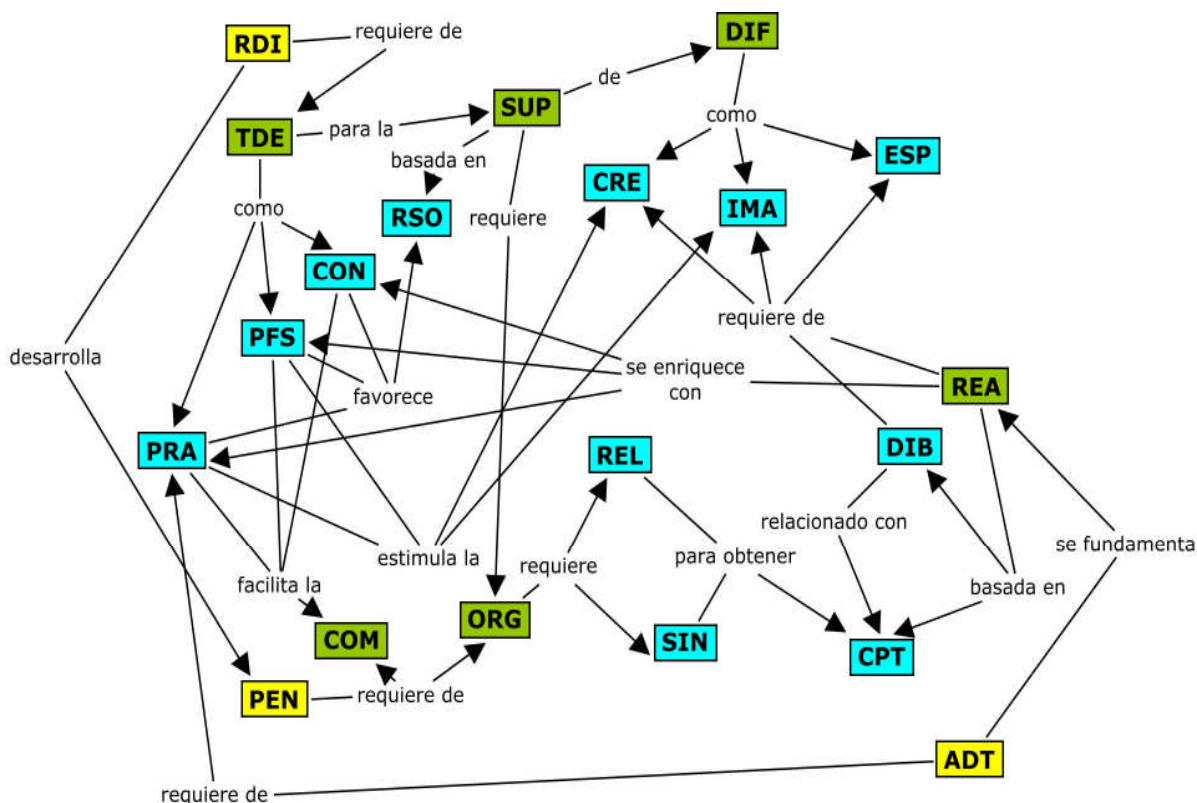 RDI
requiere de
DIF
de
SUP
TDE
para la
como
basada en
ESP
CRE
como
RSO
requiere
IMA
CON
requiere de
PFS
desarrolla
se enriquece
con
favorece
REA
PRA
REL
DIB
relacionado con
estimula la
para obtener
se fundamenta
requiere
facilita la
basada en
ORG
COM
SIN
CPT
PEN
requiere de
ADT
requiere de